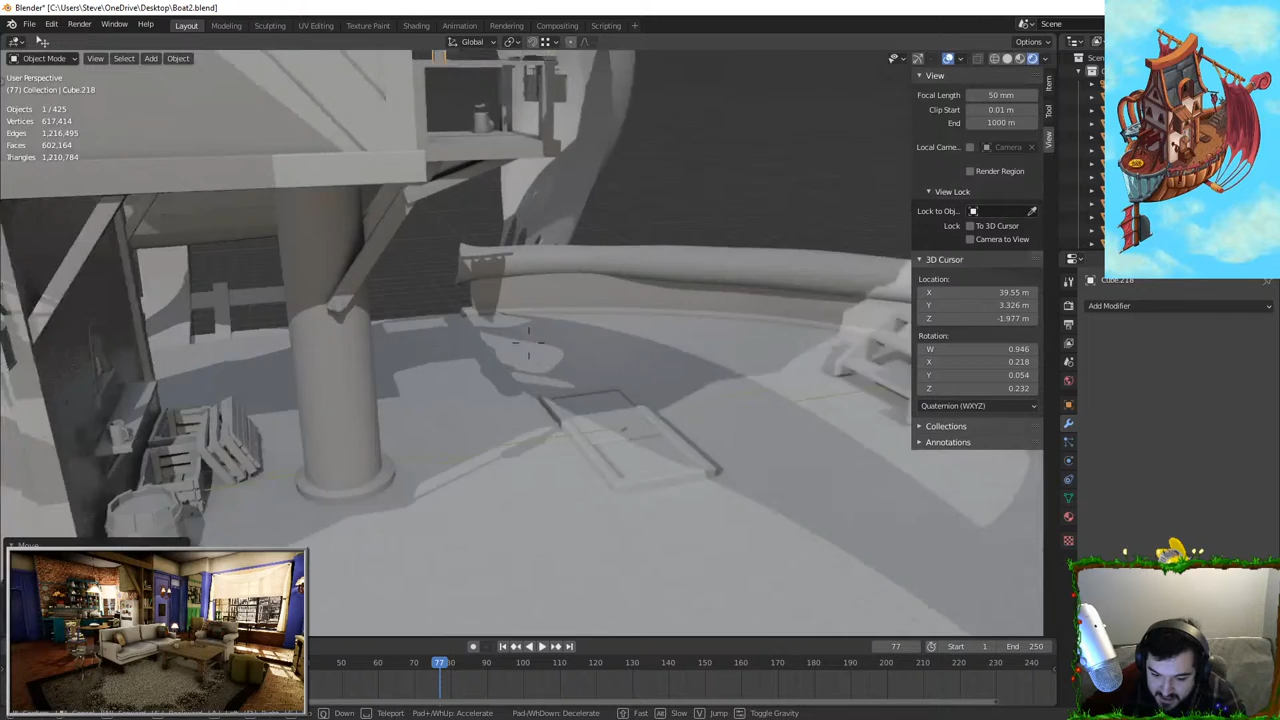 Blender* [C:\Users\Steve\OneDrive\Desktop\Boat2.blend]
File Edit Render Window Help Layout Modeling Sculpting UV Editing Texture Paint Shading Animation Rendering Compositing Scripting + Scene
Global Options
Object Mode View Select Add Object
User Perspective
(77) Collection | Cube.218
Objects 1 / 425
Vertices 617,414
Edges 1,216,495
Faces 602,164
Triangles 1,210,784
View
Focal Length 50 mm
Clip Start 0.01 m
End 1000 m
Local Came... Camera
Render Region
View Lock
Lock to Obj...
Lock To 3D Cursor
Camera to View
3D Cursor
Location:
X 39.55 m
Y 3.326 m
Z -1.977 m
Rotation:
W 0.946
X 0.218
Y 0.054
Z 0.232
Quaternion (WXYZ)
Collections
Annotations
Item
Tool
View
Cube.218
Add Modifier
Move
77 Start 1 End 250
50 60 70 77 80 90 100 110 120 130 140 150 160 170 180 190 200 210 220 230 240
Down Teleport Pad+/WhUp: Accelerate Pad-/WhDown: Decelerate Fast Slow Jump Toggle Gravity